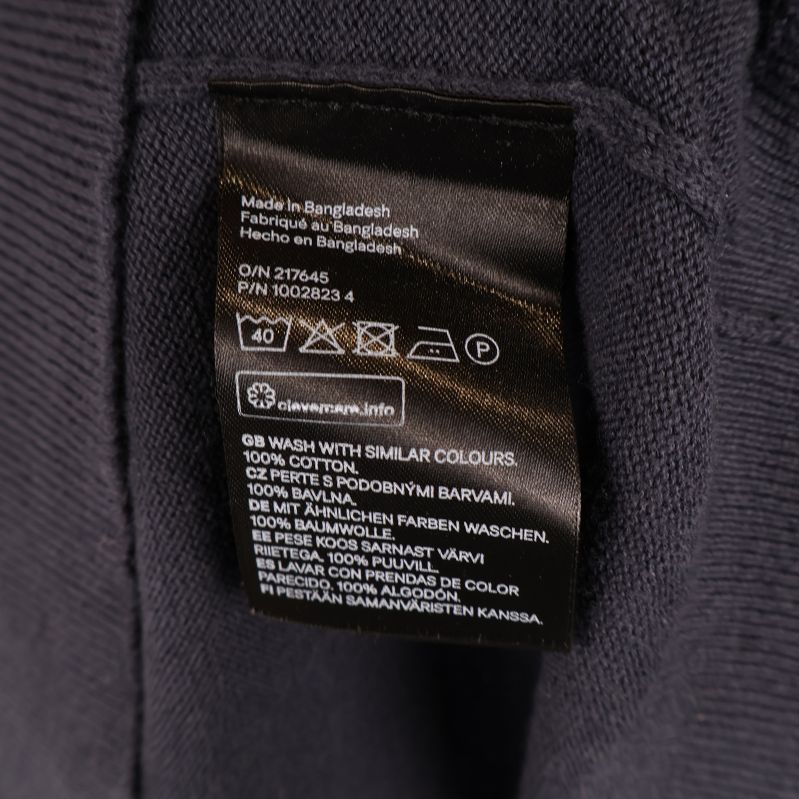 Made in Bangladesh
Fabriqué au Bangladesh
Hecho en Bangladesh
O/N 217645
P/N 1002823 4
40 P
clevercare.info
GB WASH WITH SIMILAR COLOURS.
100% COTTON.
CZ PERTE S PODOBNÝMI BARVAMI.
100% BAVLNA.
DE MIT ÄHNLICHEN FARBEN WASCHEN.
100% BAUMWOLLE.
EE PESE KOOS SARNAST VÄRVI
RIIETEGA. 100% PUUVILL.
ES LAVAR CON PRENDAS DE COLOR
PARECIDO. 100% ALGODÓN.
FI PESTÄÄN SAMANVÄRISTEN KANSSA.